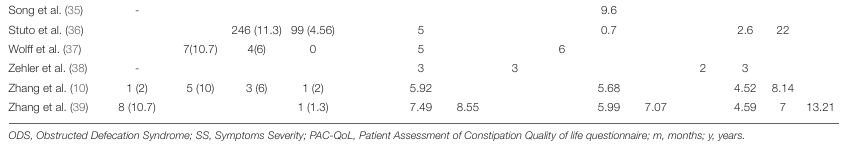 Song et al. (35) - 9.6
Stuto et al. (36) 246 (11.3) 99 (4.56) 5 0.7 2.6 22
Wolff et al. (37) 7(10.7) 4(6) 0 5 6
Zehler et al. (38) - 3 3 2 3
Zhang et al. (10) 1 (2) 5 (10) 3 (6) 1 (2) 5.92 5.68 4.52 8.14
Zhang et al. (39) 8 (10.7) 1 (1.3) 7.49 8.55 5.99 7.07 4.59 7 13.21
ODS, Obstructed Defecation Syndrome; SS, Symptoms Severity; PAC-QoL, Patient Assessment of Constipation Quality of life questionnaire; m, months; y, years.